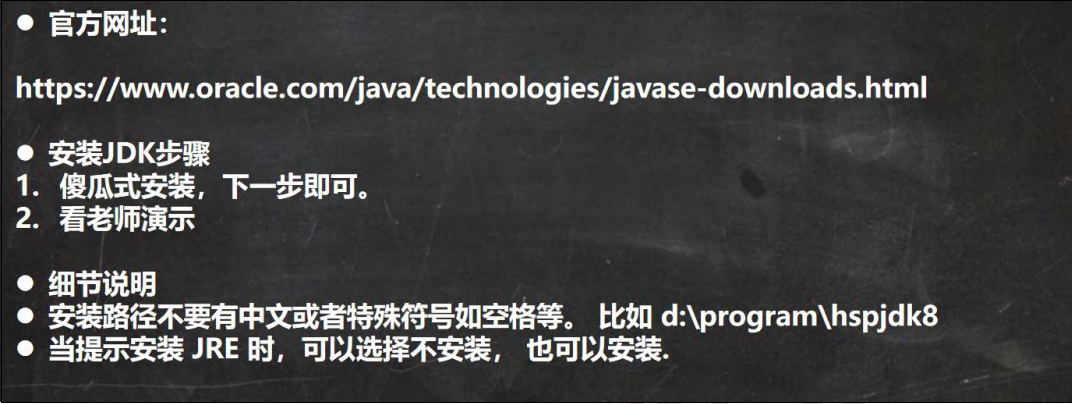 ● 官方网址：
https://www.oracle.com/java/technologies/javase-downloads.html
● 安装JDK步骤
1. 傻瓜式安装，下一步即可。
2. 看老师演示
● 细节说明
● 安装路径不要有中文或者特殊符号如空格等。 比如 d:\program\hspjdk8
● 当提示安装 JRE 时，可以选择不安装， 也可以安装.